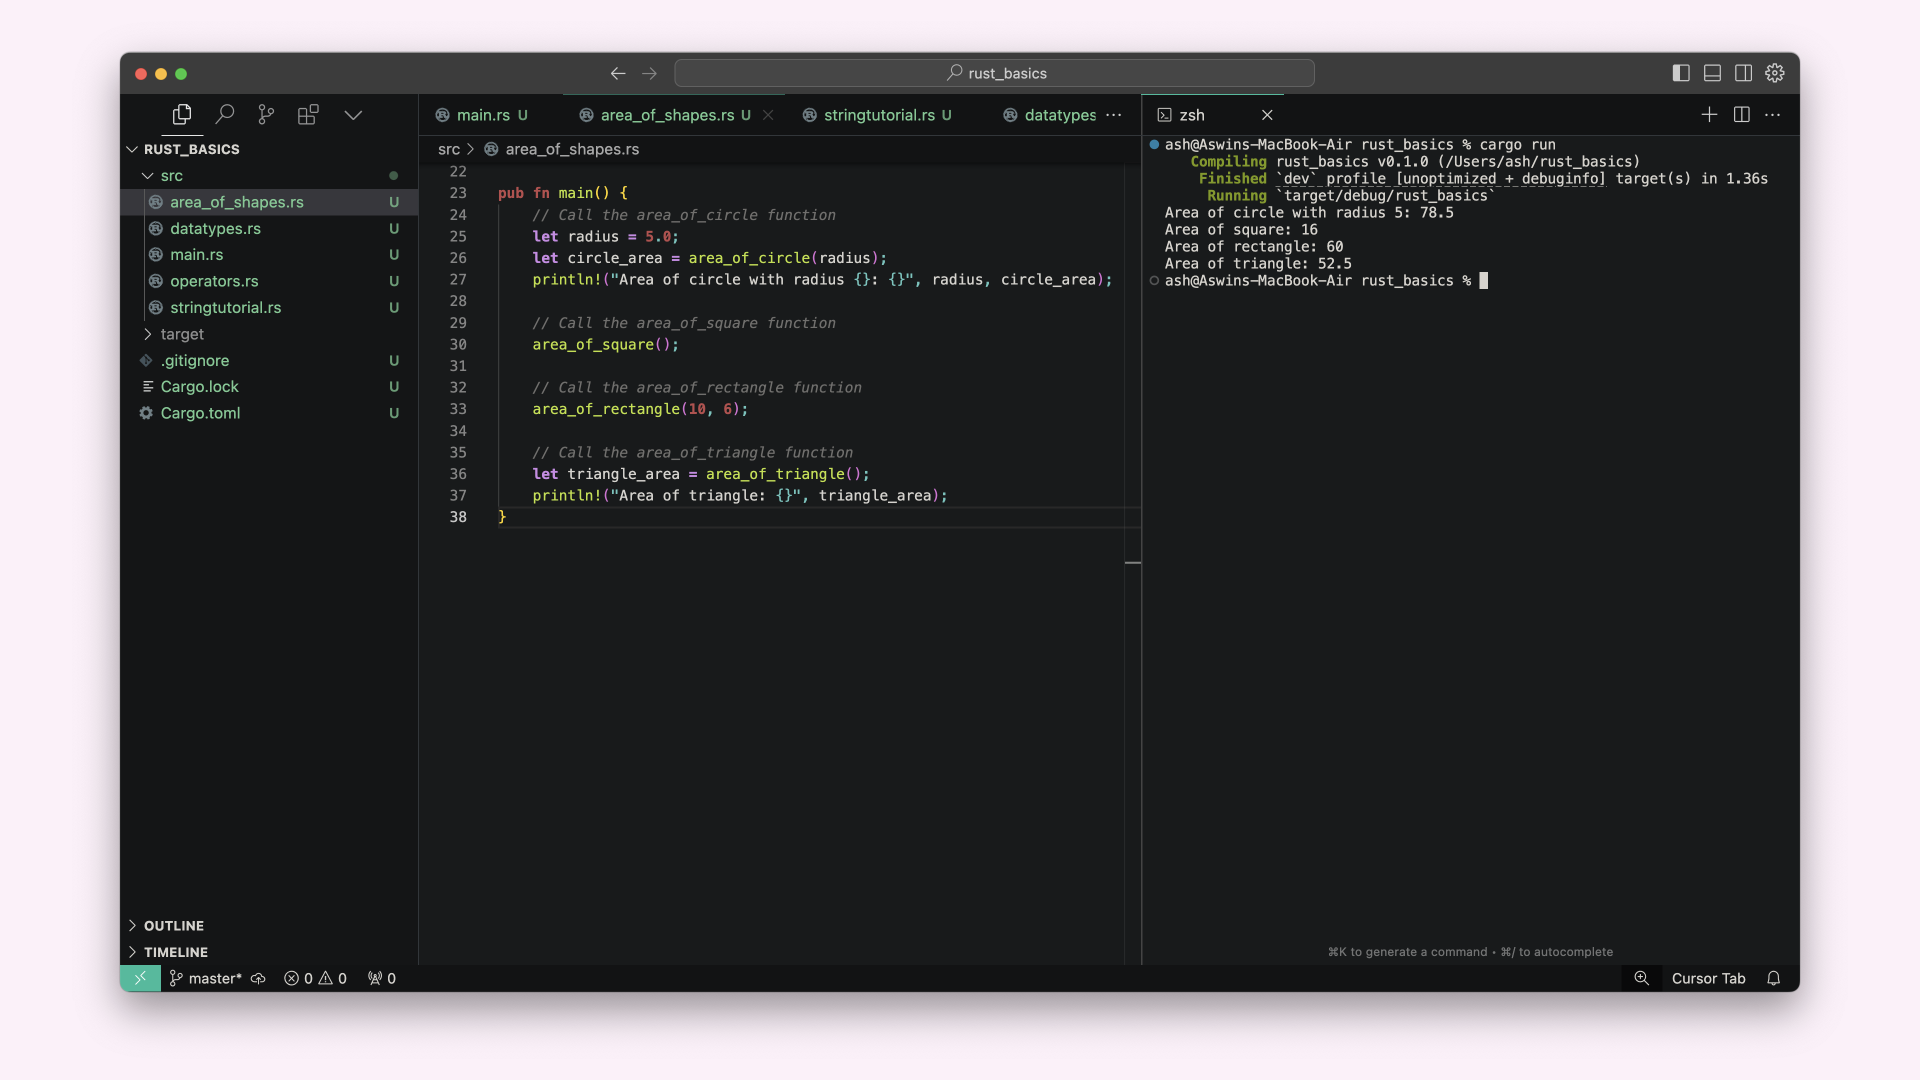 rust_basics
RUST_BASICS
src
area_of_shapes.rs U
datatypes.rs U
main.rs U
operators.rs U
stringtutorial.rs U
target
.gitignore U
Cargo.lock U
Cargo.toml U
OUTLINE
TIMELINE
main.rs U area_of_shapes.rs U stringtutorial.rs U datatypes
src > area_of_shapes.rs
22
23 pub fn main() {
24     // Call the area_of_circle function
25     let radius = 5.0;
26     let circle_area = area_of_circle(radius);
27     println!("Area of circle with radius {}: {}", radius, circle_area);
28
29     // Call the area_of_square function
30     area_of_square();
31
32     // Call the area_of_rectangle function
33     area_of_rectangle(10, 6);
34
35     // Call the area_of_triangle function
36     let triangle_area = area_of_triangle();
37     println!("Area of triangle: {}", triangle_area);
38 }
zsh
ash@Aswins-MacBook-Air rust_basics % cargo run
   Compiling rust_basics v0.1.0 (/Users/ash/rust_basics)
    Finished `dev` profile [unoptimized + debuginfo] target(s) in 1.36s
     Running `target/debug/rust_basics`
Area of circle with radius 5: 78.5
Area of square: 16
Area of rectangle: 60
Area of triangle: 52.5
ash@Aswins-MacBook-Air rust_basics %
⌘K to generate a command • ⌘/ to autocomplete
master* 0 0 0 Cursor Tab